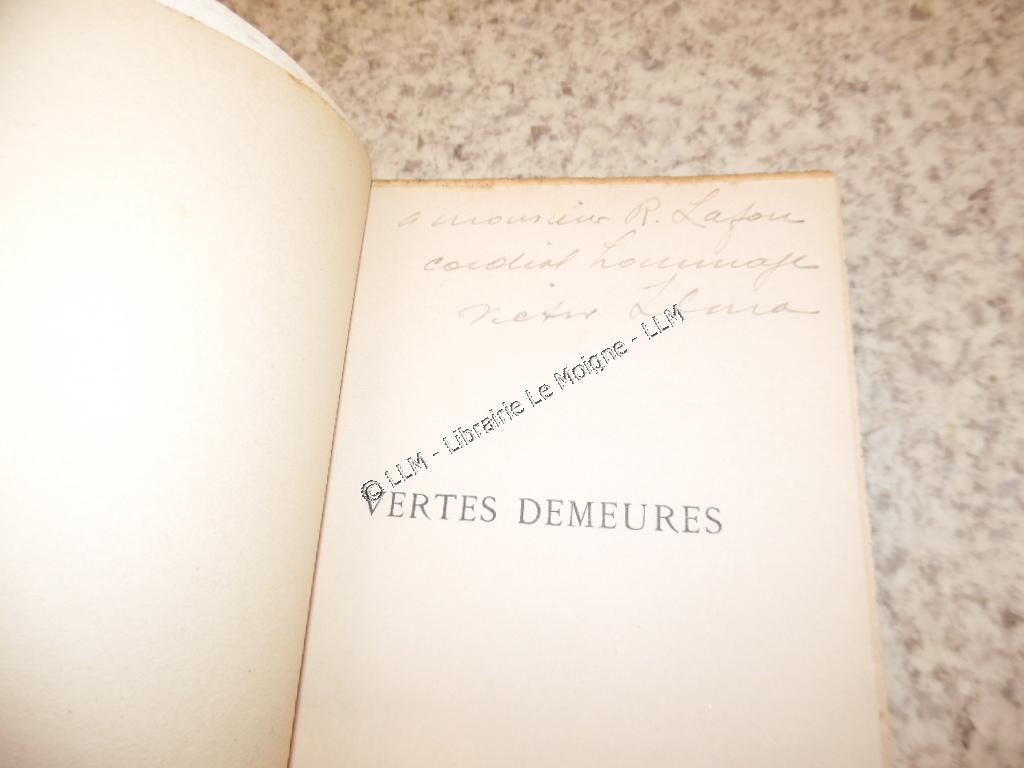 a monsieur R. Lafon
cordial hommage
Victor
© LLM - Librairie Le Moigne - LLM
VERTES DEMEURES